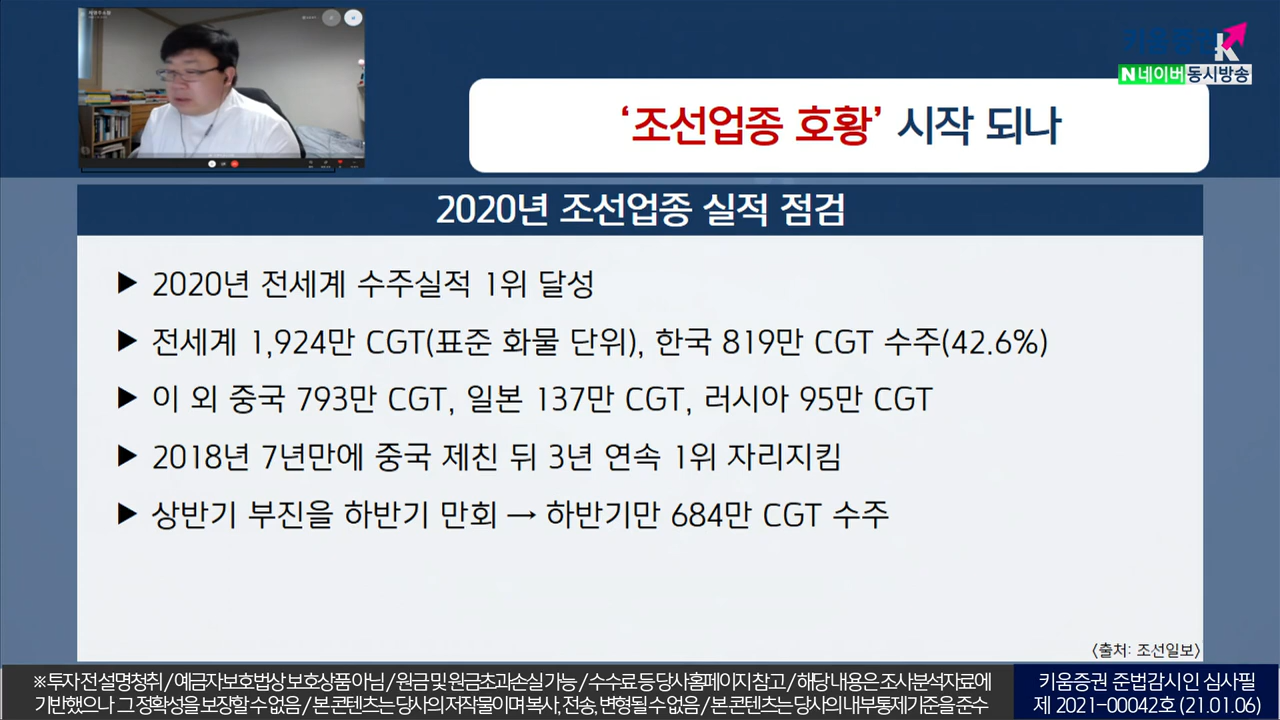 키움증권
N 네이버 동시방송
‘조선업종 호황’ 시작 되나
2020년 조선업종 실적 점검
▶ 2020년 전세계 수주실적 1위 달성
▶ 전세계 1,924만 CGT(표준 화물 단위), 한국 819만 CGT 수주(42.6%)
▶ 이 외 중국 793만 CGT, 일본 137만 CGT, 러시아 95만 CGT
▶ 2018년 7년만에 중국 제친 뒤 3년 연속 1위 자리지킴
▶ 상반기 부진을 하반기 만회 → 하반기만 684만 CGT 수주
<출처: 조선일보>
※ 투자 전 설명청취 / 예금자보호법상 보호상품 아님 / 원금 및 원금초과손실 가능 / 수수료 등 당사홈페이지 참고 / 해당 내용은 조사분석자료에
기반했으나 그 정확성을 보장할 수 없음 / 본 콘텐츠는 당사의 저작물이며 복사, 전송, 변형될 수 없음 / 본 콘텐츠는 당사의 내부통제기준을 준수
키움증권 준법감시인 심사필
제 2021-00042호 (21.01.06)